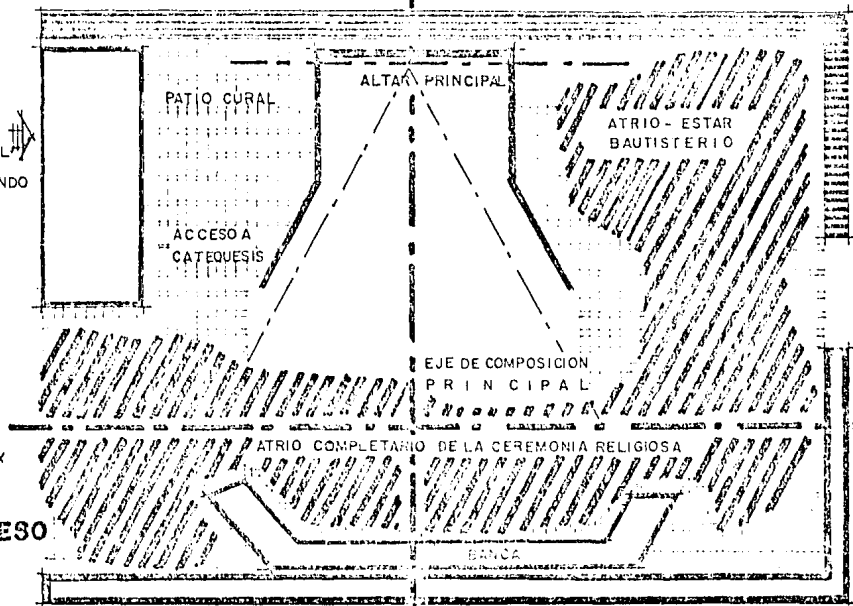 ALTAR PRINCIPAL
PATIO CURAL
ATRIO - ESTAR
BAUTISTERIO
L
NDO
ACCESO A
CATEQUESIS
EJE DE COMPOSICION
PRINCIPAL
ATRIO COMPLETARIO DE LA CEREMONIA RELIGIOSA
ESO
BANCA